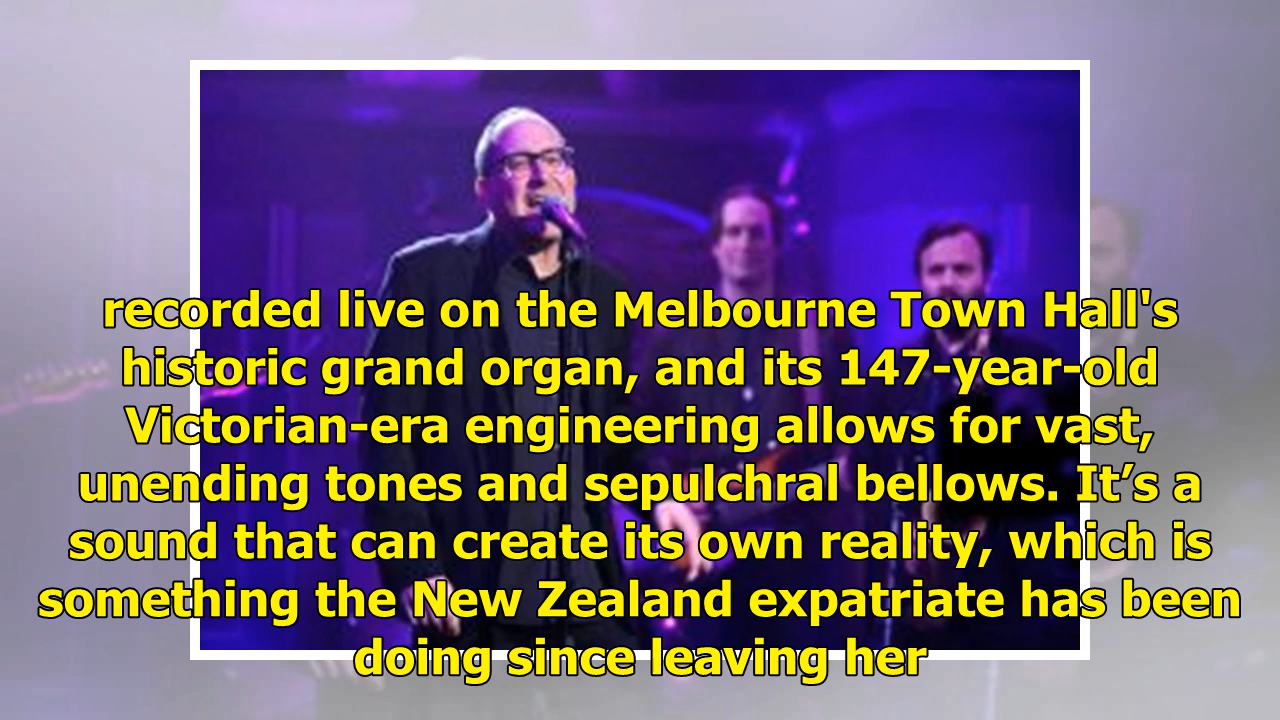 recorded live on the Melbourne Town Hall's
historic grand organ, and its 147-year-old
Victorian-era engineering allows for vast,
unending tones and sepulchral bellows. It’s a
sound that can create its own reality, which is
something the New Zealand expatriate has been
doing since leaving her